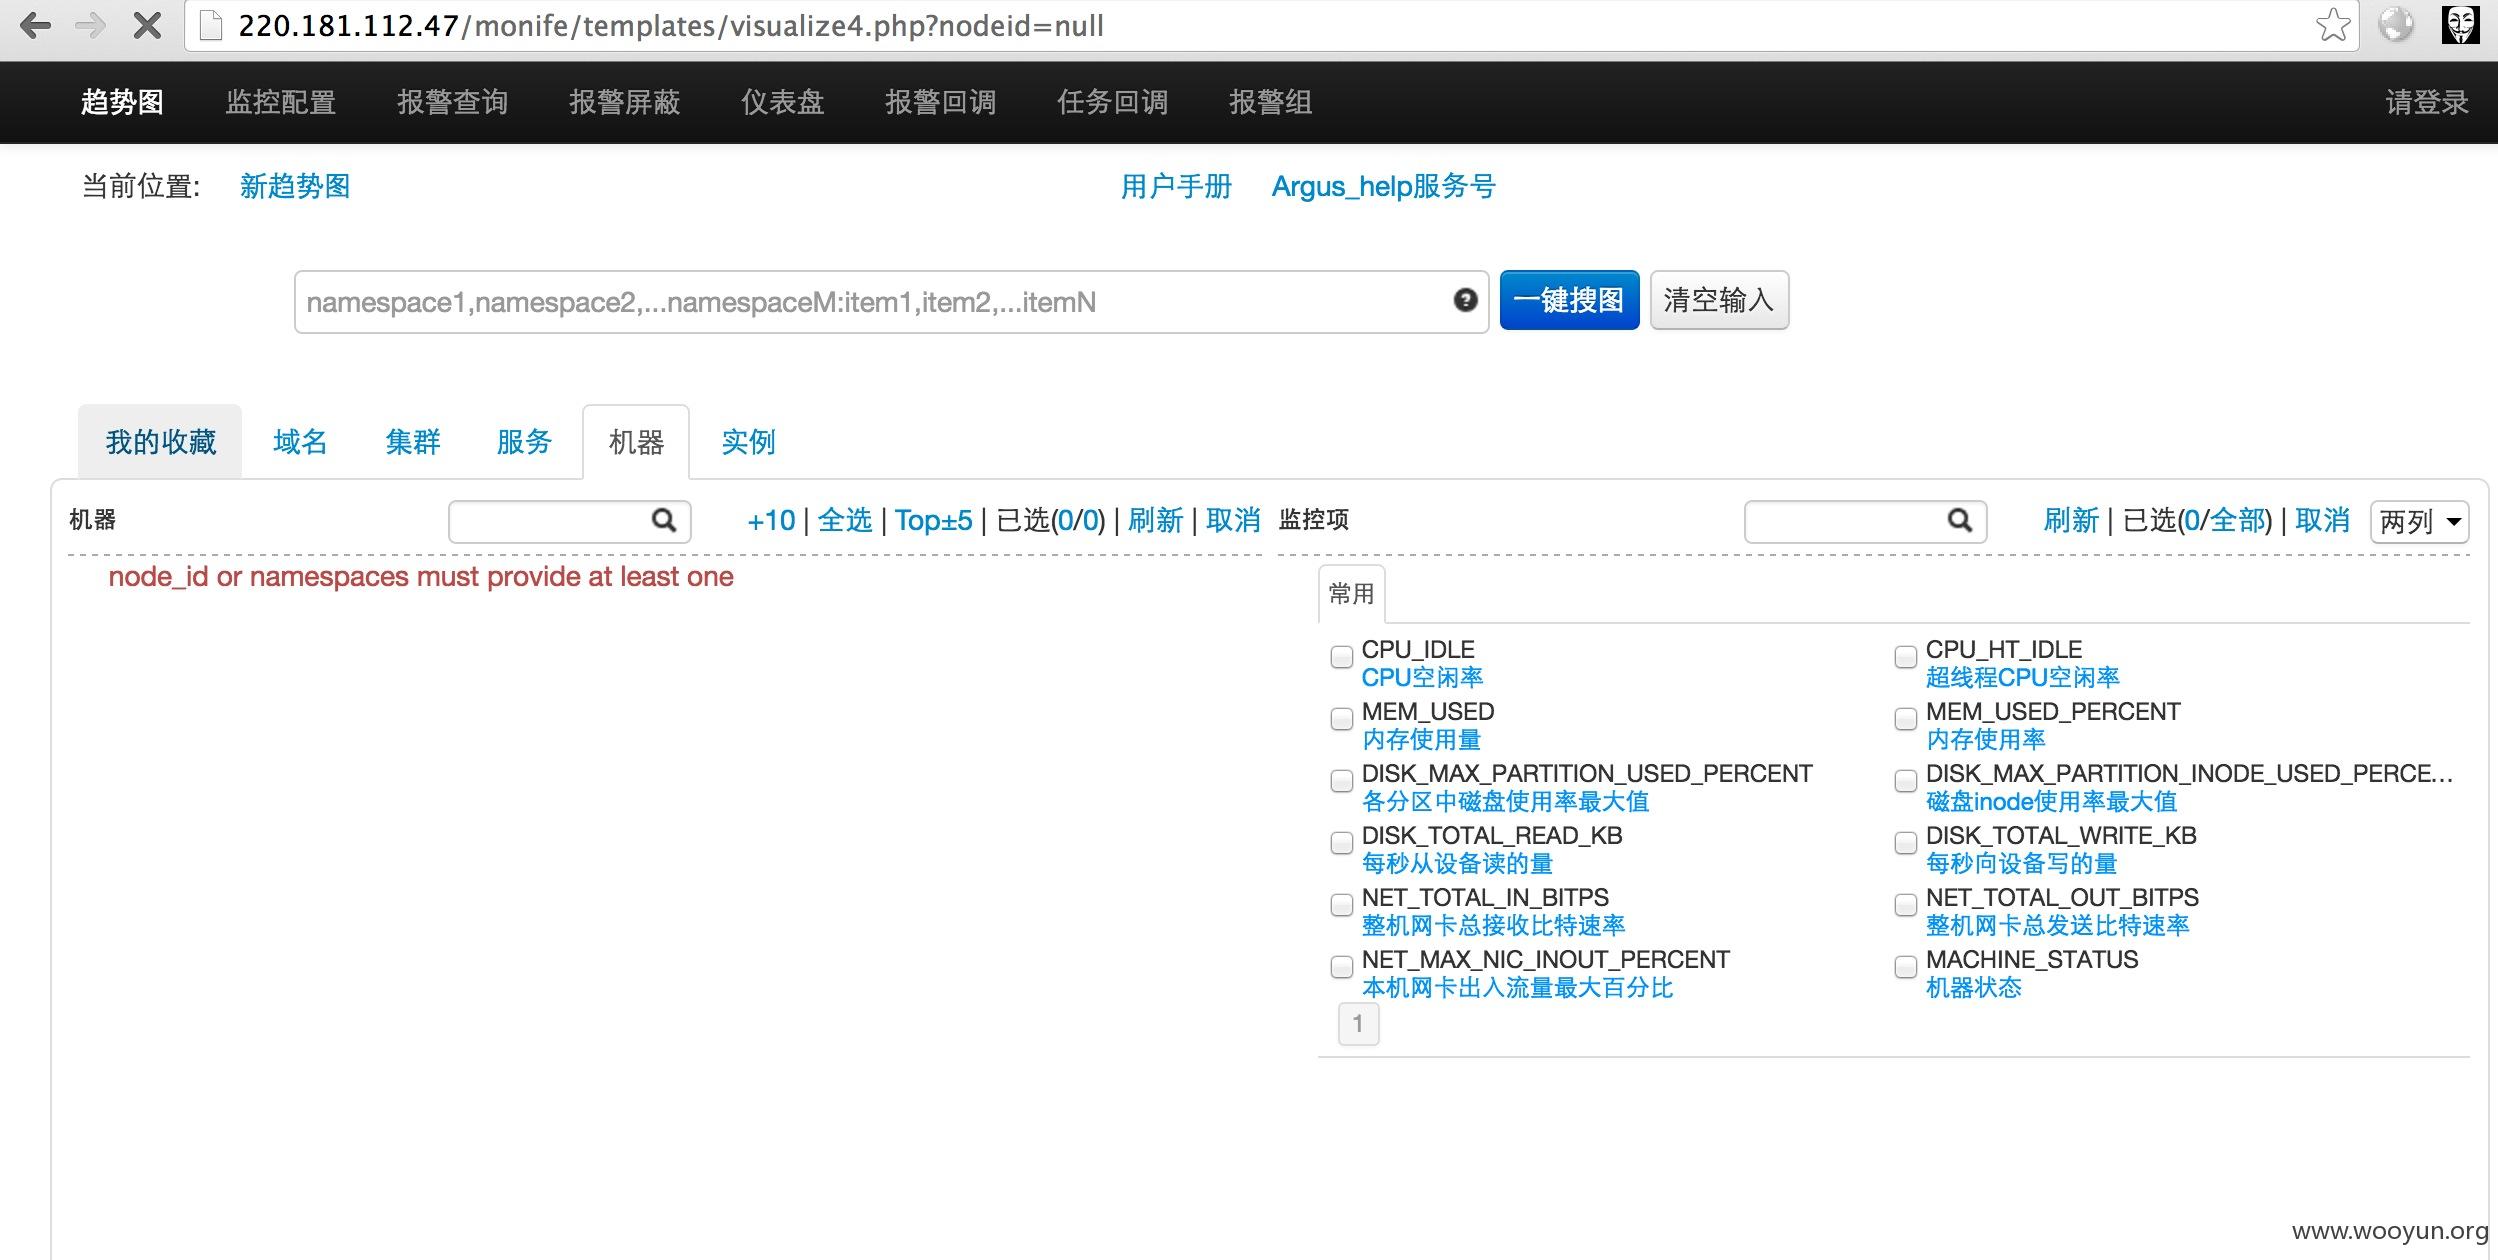 220.181.112.47/monife/templates/visualize4.php?nodeid=null
趋势图 监控配置 报警查询 报警屏蔽 仪表盘 报警回调 任务回调 报警组 请登录
当前位置: 新趋势图 用户手册 Argus_help服务号
namespace1,namespace2,...namespaceM:item1,item2,...itemN 一键搜图 清空输入
我的收藏 域名 集群 服务 机器 实例
机器 +10 | 全选 | Top±5 | 已选(0/0) | 刷新 | 取消 监控项 刷新 | 已选(0/全部) | 取消 两列
node_id or namespaces must provide at least one
常用
CPU_IDLE CPU_HT_IDLE
CPU空闲率 超线程CPU空闲率
MEM_USED MEM_USED_PERCENT
内存使用量 内存使用率
DISK_MAX_PARTITION_USED_PERCENT DISK_MAX_PARTITION_INODE_USED_PERCE...
各分区中磁盘使用率最大值 磁盘inode使用率最大值
DISK_TOTAL_READ_KB DISK_TOTAL_WRITE_KB
每秒从设备读的量 每秒向设备写的量
NET_TOTAL_IN_BITPS NET_TOTAL_OUT_BITPS
整机网卡总接收比特速率 整机网卡总发送比特速率
NET_MAX_NIC_INOUT_PERCENT MACHINE_STATUS
本机网卡出入流量最大百分比 机器状态
1
www.wooyun.org